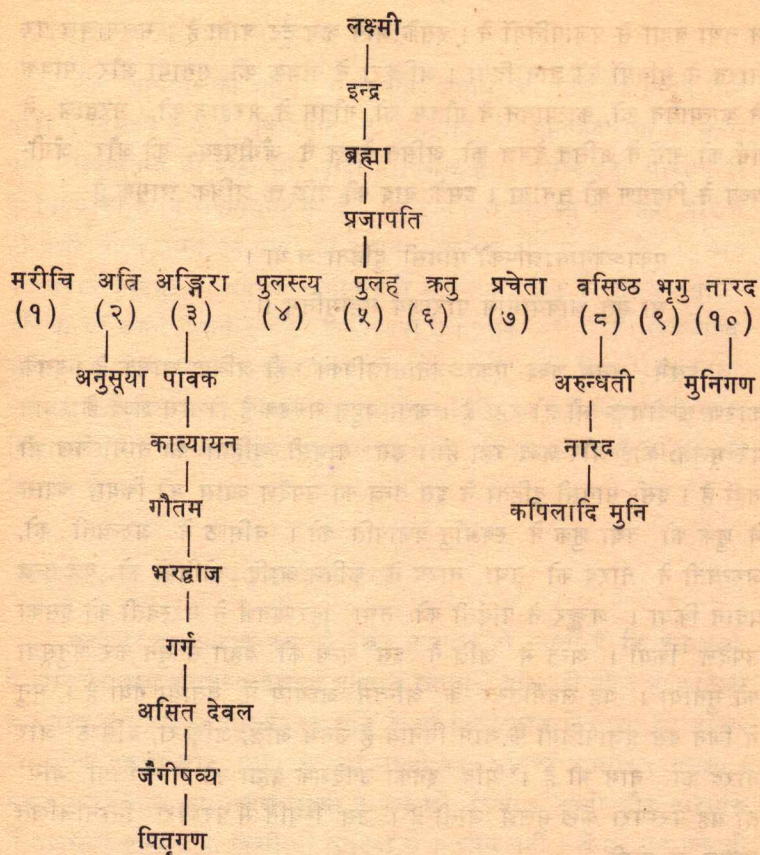 लक्ष्मी
इन्द्र
ब्रह्मा
प्रजापति
मरीचि अत्रि अङ्गिरा पुलस्त्य पुलह क्रतु प्रचेता वसिष्ठ भृगु नारद
(१) (२) (३) (४) (५) (६) (७) (८) (९) (१०)
अनुसूया पावक अरुन्धती मुनिगण
कात्यायन नारद
गौतम कपिलादि मुनि
भरद्वाज
गर्ग
असित देवल
जैगीषव्य
पितृगण